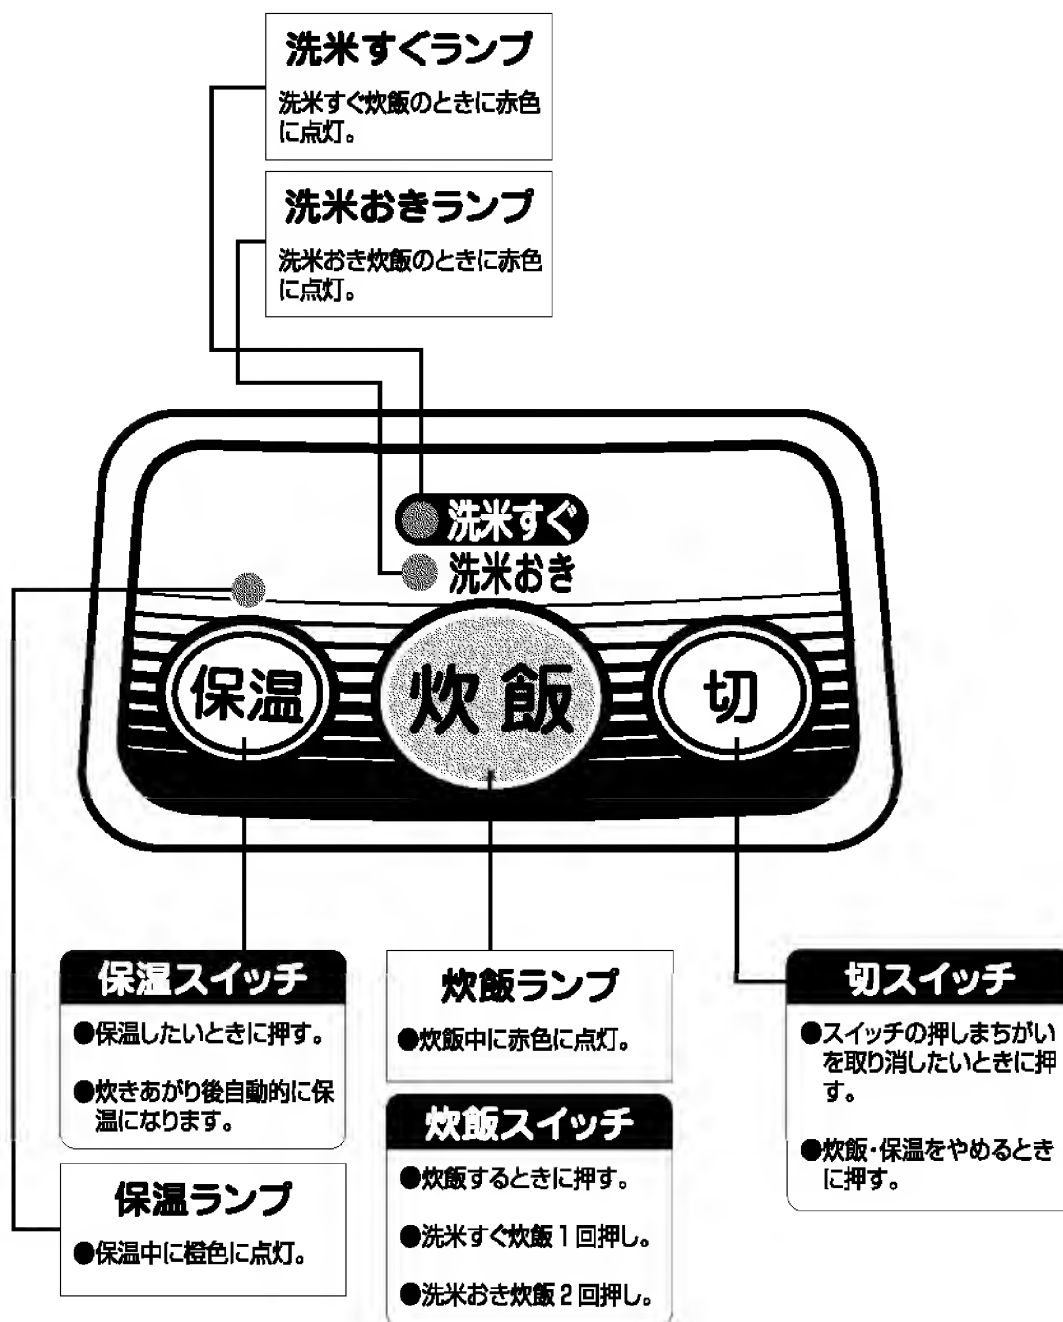 洗米すぐランプ
洗米すぐ炊飯のときに赤色
に点灯。
洗米おきランプ
洗米おき炊飯のときに赤色
に点灯。
洗米すぐ
洗米おき
保温
炊飯
切
保温スイッチ
●保温したいときに押す。
●炊きあがり後自動的に保
温になります。
保温ランプ
●保温中に橙色に点灯。
炊飯ランプ
●炊飯中に赤色に点灯。
炊飯スイッチ
●炊飯するときに押す。
●洗米すぐ炊飯1回押し。
●洗米おき炊飯2回押し。
切スイッチ
●スイッチの押しまちがい
を取り消したいときに押
す。
●炊飯・保温をやめるとき
に押す。